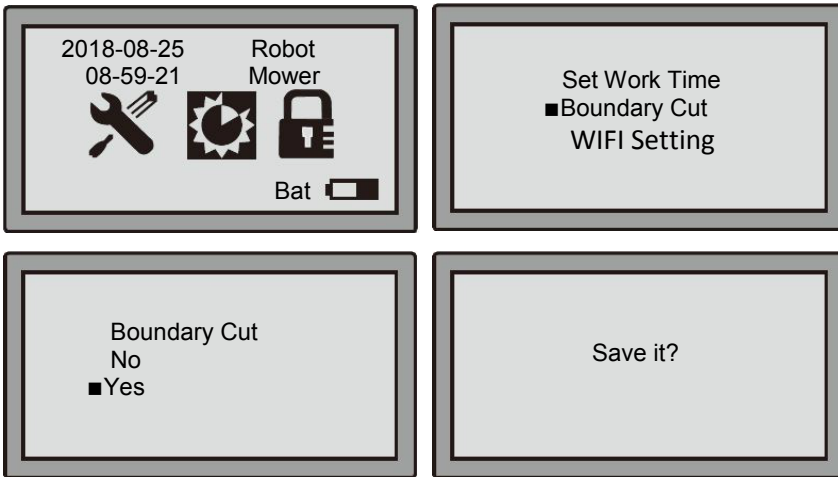 2018-08-25 Robot
08-59-21 Mower
Bat
Set Work Time
■Boundary Cut
WIFI Setting
Boundary Cut
No
■Yes
Save it?